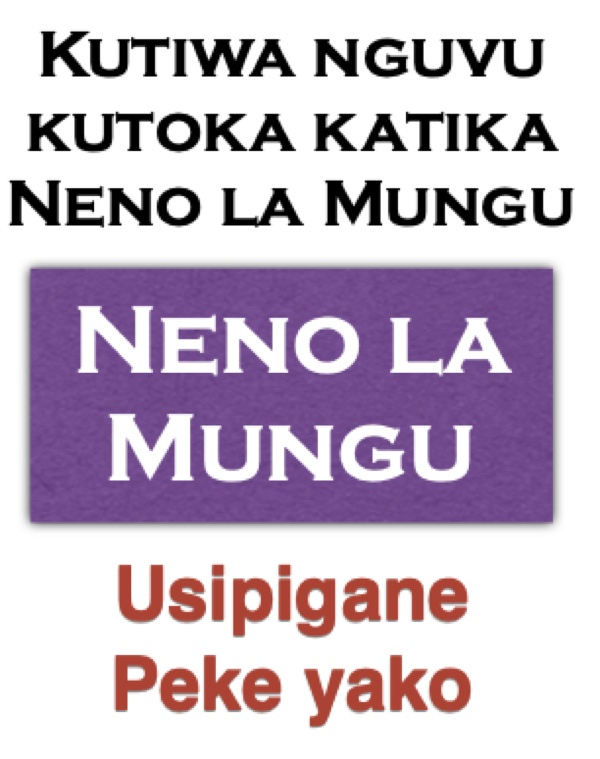 Kutiwa nguvu
kutoka katika
Neno la Mungu
Neno la
Mungu
Usipigane
Peke yako